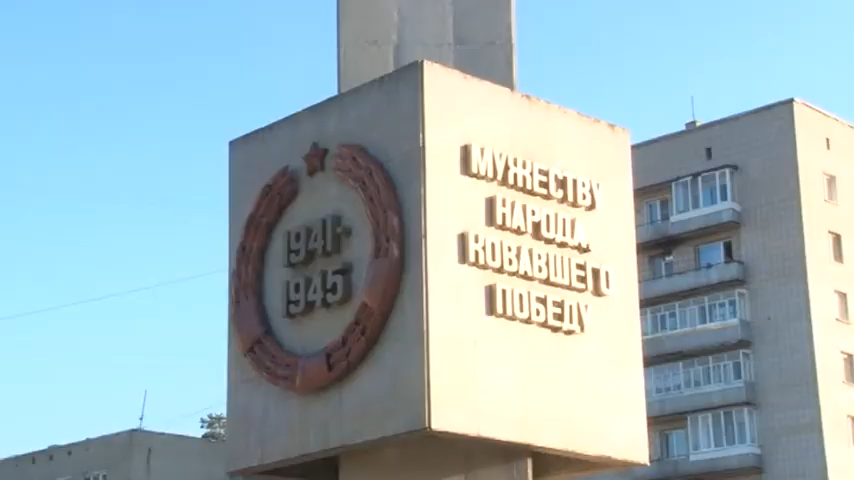 1941-
1945
МУЖЕСТВУ
НАРОДА,
КОВАВШЕГО
ПОБЕДУ